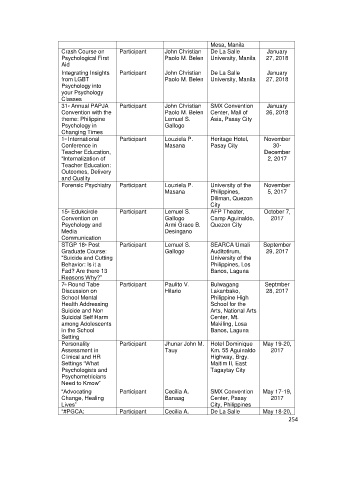 Mesa, Manila
Crash Course on Psychological First Aid | Participant | John Christian Paolo M. Belen | De La Salle University, Manila | January 27, 2018
Integrating Insights from LGBT Psychology into your Psychology Classes | Participant | John Christian Paolo M. Belen | De La Salle University, Manila | January 27, 2018
31st Annual PAPJA Convention with the theme: Philippine Psychology in Changing Times | Participant | John Christian Paolo M. Belen Lemuel S. Gallogo | SMX Convention Center, Mall of Asia, Pasay City | January 26, 2018
1st International Conference in Teacher Education, "Internalization of Teacher Education: Outcomes, Delivery and Quality | Participant | Louziela P. Masana | Heritage Hotel, Pasay City | November 30- December 2, 2017
Forensic Psychiatry | Participant | Louziela P. Masana | University of the Philippines, Diliman, Quezon City | November 5, 2017
15th Educircle Convention on Psychology and Media Communication | Participant | Lemuel S. Gallogo Armi Grace B. Desingano | AFP Theater, Camp Aguinaldo, Quezon City | October 7, 2017
STGP 18th Post Graduate Course: "Suicide and Cutting Behavior: Is it a Fad? Are there 13 Reasons Why?" | Participant | Lemuel S. Gallogo | SEARCA Umali Auditorium, University of the Philippines, Los Banos, Laguna | September 29, 2017
7th Round Table Discussion on School Mental Health Addressing Suicide and Non Suicidal Self Harm among Adolescents in the School Setting | Participant | Paulito V. Hilario | Bulwagang Laxambako, Philippine High School for the Arts, National Arts Center, Mt. Makiling, Losa Banos, Laguna | Septmber 28, 2017
Personality Assessment in Clinical and HR Settings "What Psychologists and Psychometricians Need to Know" | Participant | Jhunar John M. Tauy | Hotel Dominique Km. 55 Aguinaldo Highway, Brgy. Maitim II, East Tagaytay City | May 19-20, 2017
"Advocating Change, Healing Lives" | Participant | Cecilia A. Banaag | SMX Convention Center, Pasay City, Philippines | May 17-19, 2017
"#PGCA; | Participant | Cecilia A. | De La Salle | May 18-20,
254